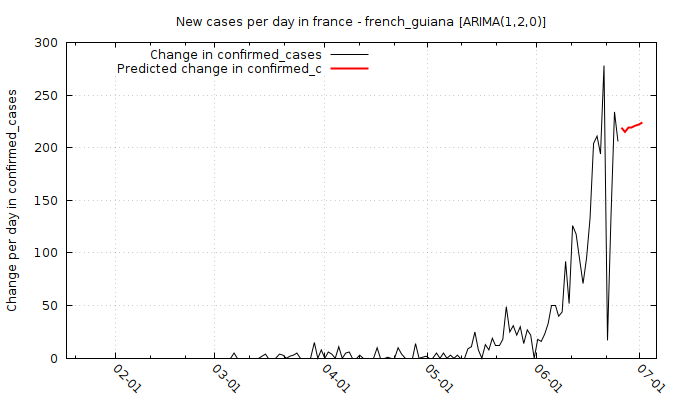 New cases per day in france - french_guiana [ARIMA(1,2,0)]
Change in confirmed_cases
Predicted change in confirmed_c
Change per day in confirmed_cases
300
250
200
150
100
50
0
02-01 03-01 04-01 05-01 06-01 07-01